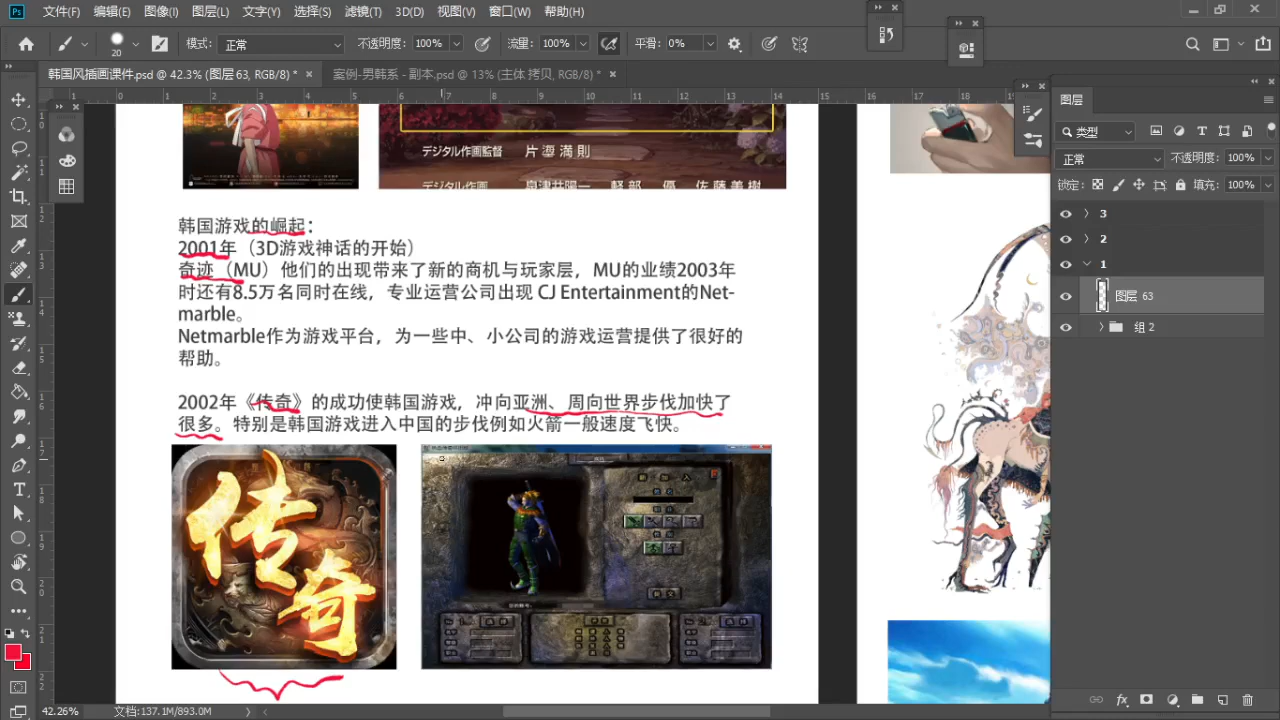 文件(F) 编辑(E) 图像(I) 图层(L) 文字(Y) 选择(S) 滤镜(T) 3D(D) 视图(V) 窗口(W) 帮助(H)
20 模式: 正常 不透明度: 100% 流量: 100% 平滑: 0%
韩国风插画课件.psd @ 42.3% (图层 63, RGB/8) * 案例-男韩系 - 副本.psd @ 13% (主体 拷贝, RGB/8) *
デジタル作画監督 片塰満則
デジタル作画
韩国游戏的崛起：
2001年（3D游戏神话的开始）
奇迹（MU）他们的出现带来了新的商机与玩家层，MU的业绩2003年
时还有8.5万名同时在线，专业运营公司出现 CJ Entertainment的Net-
marble。
Netmarble作为游戏平台，为一些中、小公司的游戏运营提供了很好的
帮助。
2002年《传奇》的成功使韩国游戏，冲向亚洲、周向世界步伐加快了
很多。特别是韩国游戏进入中国的步伐例如火箭一般速度飞快。
传奇
图层
类型
正常 不透明度: 100%
锁定: 填充: 100%
3
2
1
图层 63
组 2
42.26% 文档:137.1M/893.0M